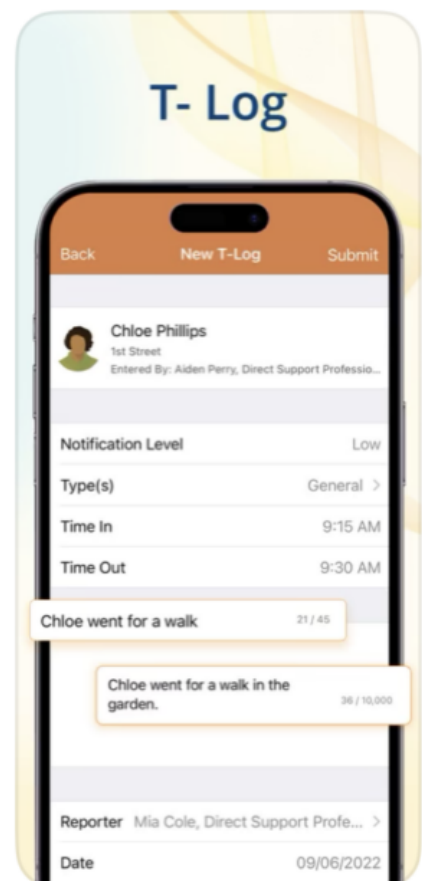 T- Log
Back New T-Log Submit
Chloe Phillips
1st Street
Entered By: Aiden Perry, Direct Support Professio...
Notification Level Low
Type(s) General >
Time In 9:15 AM
Time Out 9:30 AM
Chloe went for a walk 21 / 45
Chloe went for a walk in the
garden. 36 / 10,000
Reporter Mia Cole, Direct Support Profe... >
Date 09/06/2022